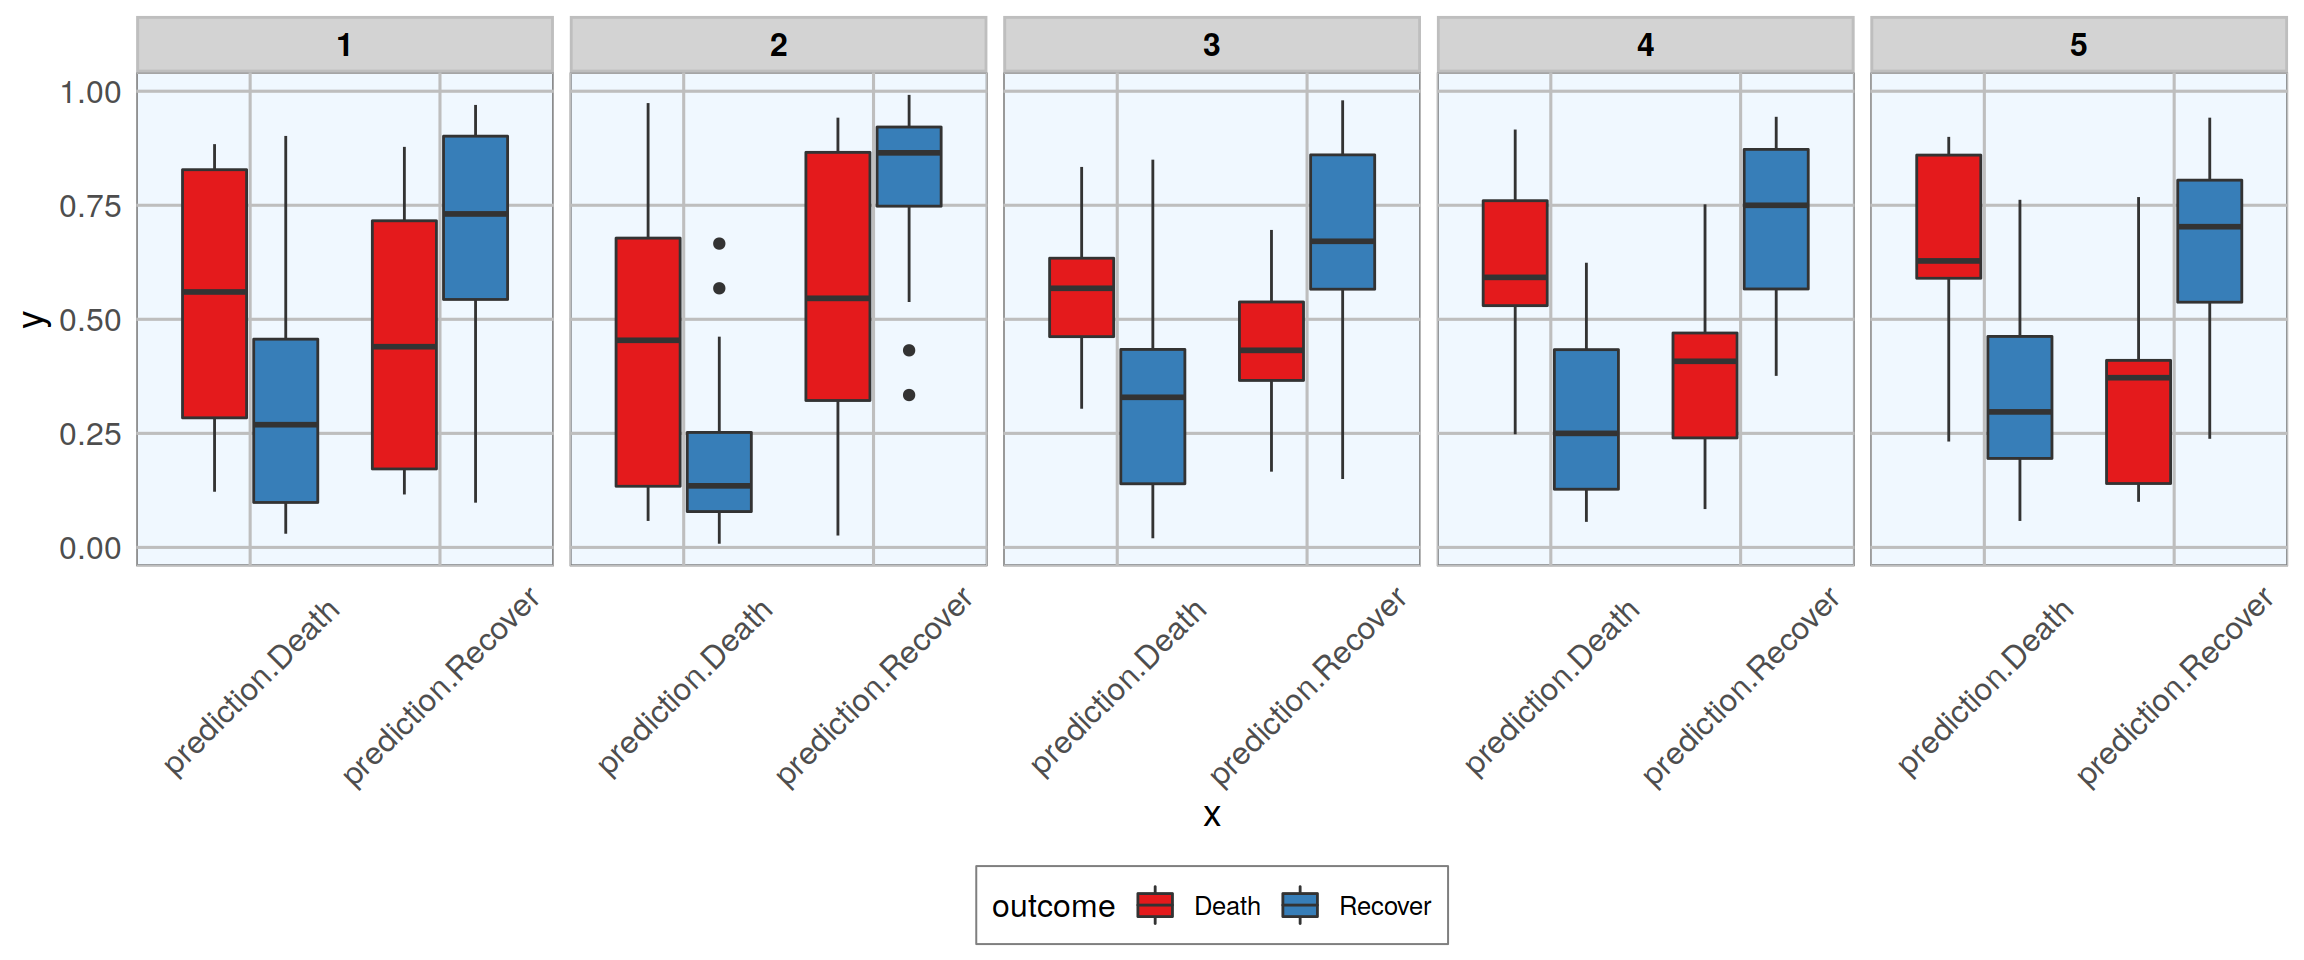 1 2 3 4 5
1.00
0.75
0.50
0.25
0.00
y
prediction.Death prediction.Recover prediction.Death prediction.Recover prediction.Death prediction.Recover prediction.Death prediction.Recover prediction.Death prediction.Recover
x
outcome Death Recover